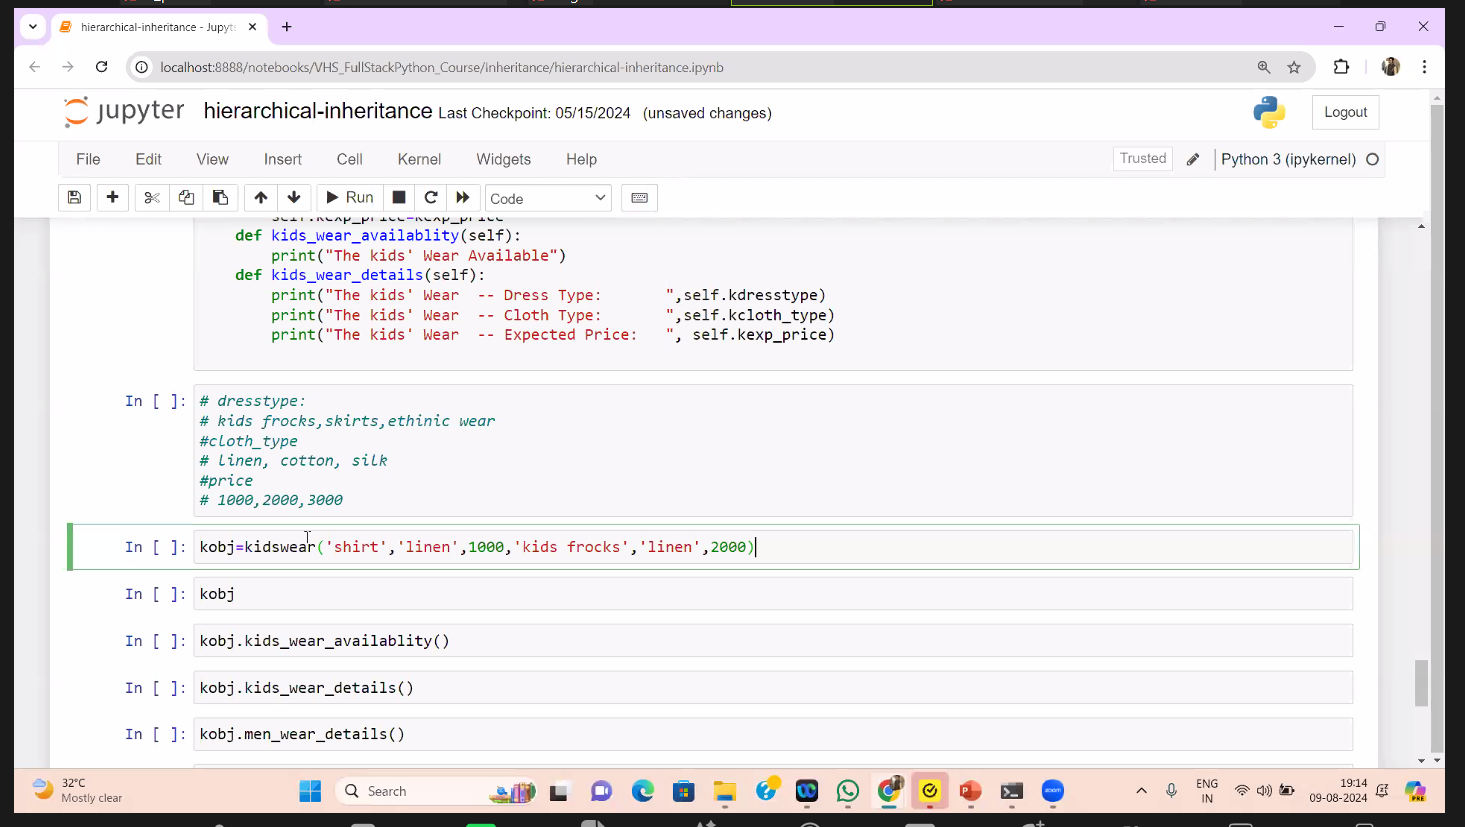 hierarchical-inheritance - Jupyt
localhost:8888/notebooks/VHS_FullStackPython_Course/inheritance/hierarchical-inheritance.ipynb
jupyter hierarchical-inheritance Last Checkpoint: 05/15/2024 (unsaved changes)
Logout
File Edit View Insert Cell Kernel Widgets Help
Trusted Python 3 (ipykernel)
Run Code
self.kexp_price=kexp_price
def kids_wear_availablity(self):
print("The kids' Wear Available")
def kids_wear_details(self):
print("The kids' Wear  -- Dress Type:       ",self.kdresstype)
print("The kids' Wear  -- Cloth Type:       ",self.kcloth_type)
print("The kids' Wear  -- Expected Price:   ", self.kexp_price)
In [ ]: # dresstype:
# kids frocks,skirts,ethinic wear
#cloth_type
# linen, cotton, silk
#price
# 1000,2000,3000
In [ ]: kobj=kidswear('shirt','linen',1000,'kids frocks','linen',2000)
In [ ]: kobj
In [ ]: kobj.kids_wear_availablity()
In [ ]: kobj.kids_wear_details()
In [ ]: kobj.men_wear_details()
32°C
Mostly clear
Search
zoom
ENG
IN
19:14
09-08-2024
PRE